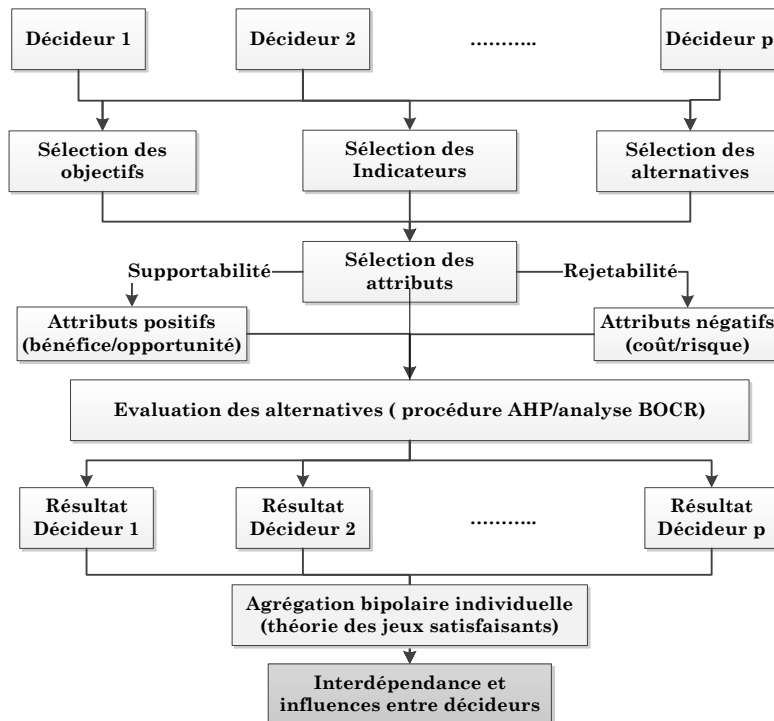 Décideur 1
Décideur 2
...........
Décideur p
Sélection des
objectifs
Sélection des
Indicateurs
Sélection des
alternatives
Supportabilité
Sélection des
attributs
Rejetabilité
Attributs positifs
(bénéfice/opportunité)
Attributs négatifs
(coût/risque)
Evaluation des alternatives ( procédure AHP/analyse BOCR)
Résultat
Décideur 1
Résultat
Décideur 2
...........
Résultat
Décideur p
Agrégation bipolaire individuelle
(théorie des jeux satisfaisants)
Interdépendance et
influences entre décideurs